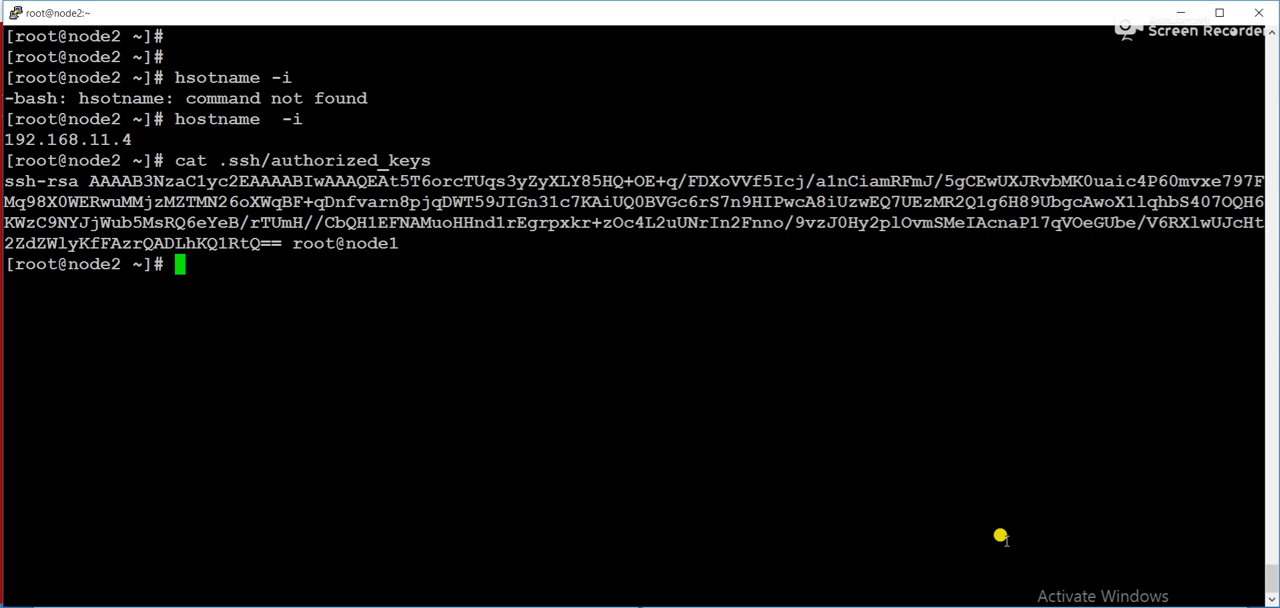 root@node2:~
[root@node2 ~]#
Screen Recorder
[root@node2 ~]#
[root@node2 ~]# hsotname -i
-bash: hsotname: command not found
[root@node2 ~]# hostname  -i
192.168.11.4
[root@node2 ~]# cat .ssh/authorized_keys
ssh-rsa AAAAB3NzaC1yc2EAAAABIwAAAQEAt5T6orcTUqs3yZyXLY85HQ+OE+q/FDXoVVf5Icj/a1nCiamRFmJ/5gCEwUXJRvbMK0uaic4P60mvxe797F
Mq98X0WERwuMMjzMZTMN26oXWqBF+qDnfvarn8pjqDWT59JIGn31c7KAiUQ0BVGc6rS7n9HIPwcA8iUzwEQ7UEzMR2Q1g6H89UbgcAwoX1lqhbS407OQH6
KWzC9NYJjWub5MsRQ6eYeB/rTUmH//CbQH1EFNAMuoHHnd1rEgrpxkr+zOc4L2uUNrIn2Fnno/9vzJ0Hy2plOvmSMeIAcnaP17qVOeGUbe/V6RXlwUJcHt
2ZdZWlyKfFAzrQADLhKQ1RtQ== root@node1
[root@node2 ~]#
Activate Windows